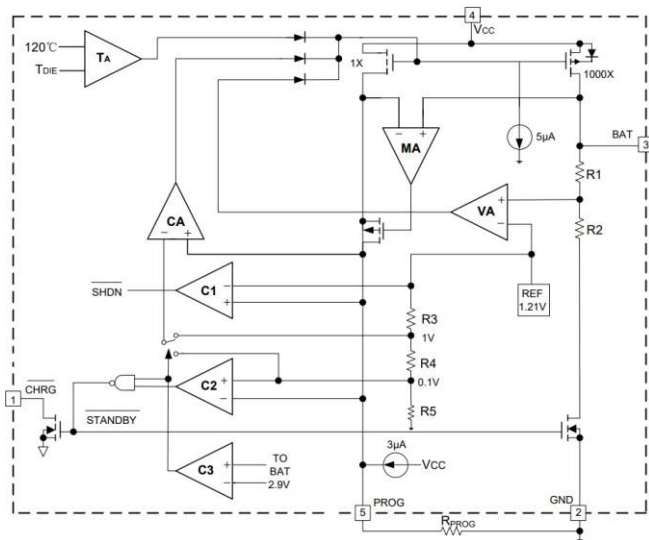 4
VCC
120℃
TA
TDIE
1X
1000X
MA
5μA
BAT
3
R1
CA
VA
R2
SHDN
C1
REF
1.21V
R3
1V
R4
C2
0.1V
CHRG
1
R5
STANDBY
3μA
C3
TO
BAT
2.9V
VCC
5
PROG
RPROG
GND
2